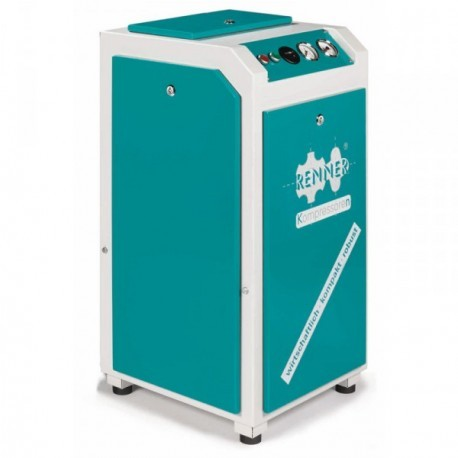 RENNER®
Kompressoren
wirtschaftlich · kompakt · robust